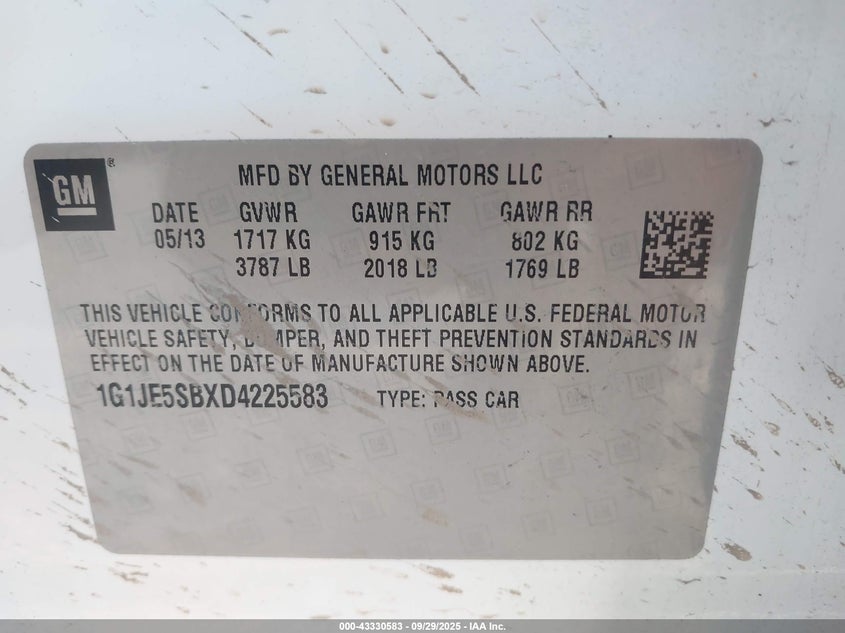 GM®
MFD BY GENERAL MOTORS LLC
DATE GVWR GAWR FRT GAWR RR
05/13 1717 KG 915 KG 802 KG
3787 LB 2018 LB 1769 LB
THIS VEHICLE CONFORMS TO ALL APPLICABLE U.S. FEDERAL MOTOR
VEHICLE SAFETY, BUMPER, AND THEFT PREVENTION STANDARDS IN
EFFECT ON THE DATE OF MANUFACTURE SHOWN ABOVE.
1G1JE5SBXD4225583 TYPE: PASS CAR
000-43330583 - 09/29/2025 - IAA Inc.